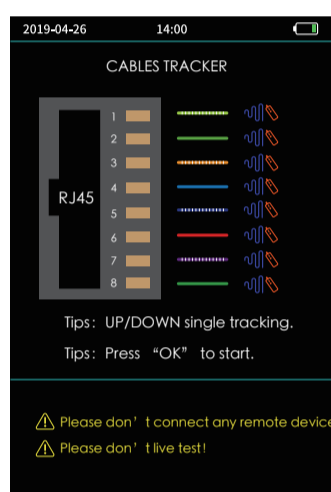 2019-04-26 14:00
CABLES TRACKER
1
2
3
4
RJ45
5
6
7
8
Tips: UP/DOWN single tracking.
Tips: Press “OK” to start.
Please don’t connect any remote device
Please don’t live test!